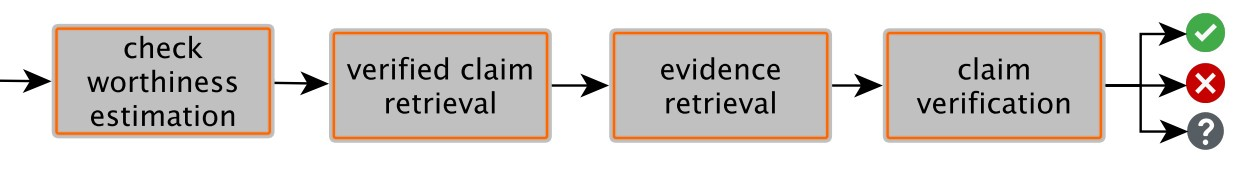 check
worthiness
estimation
verified claim
retrieval
evidence
retrieval
claim
verification
?